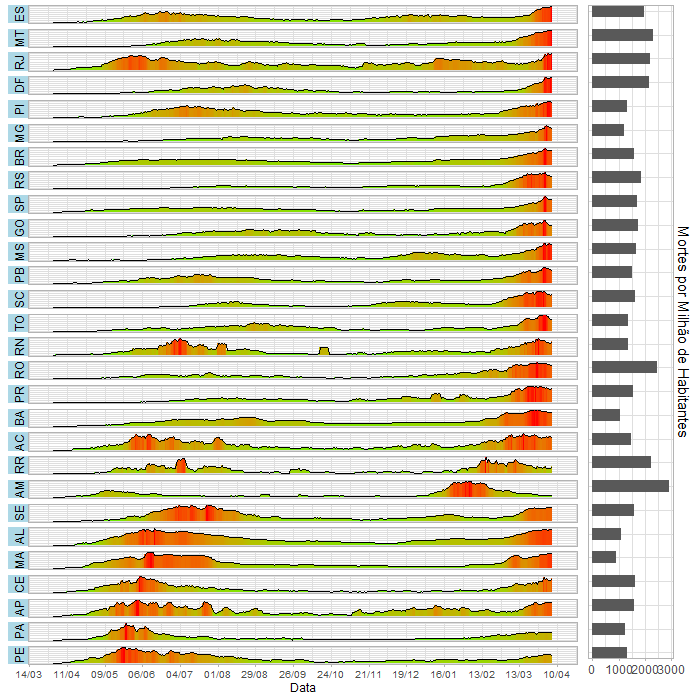 ES
MT
RJ
DF
PI
MG
BR
RS
SP
GO
MS
PB
SC
TO
RN
RO
PR
BA
AC
RR
AM
SE
AL
MA
CE
AP
PA
PE
14/03 11/04 09/05 06/06 04/07 01/08 29/08 26/09 24/10 21/11 19/12 16/01 13/02 13/03 10/04
Data
0 1000 2000 3000
Mortes por Milhão de Habitantes